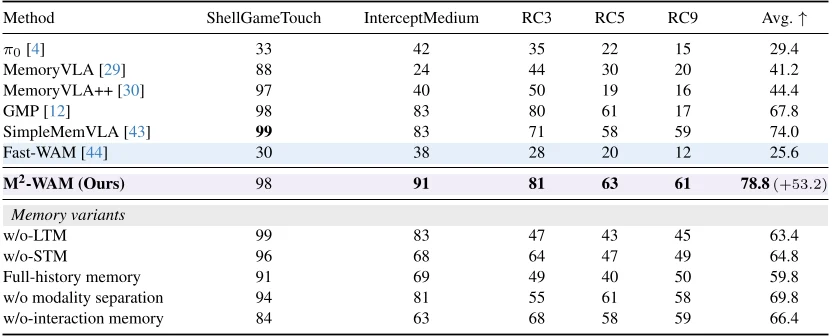 Method ShellGameTouch InterceptMedium RC3 RC5 RC9 Avg. ↑
π0 [4] 33 42 35 22 15 29.4
MemoryVLA [29] 88 24 44 30 20 41.2
MemoryVLA++ [30] 97 40 50 19 16 44.4
GMP [12] 98 83 80 61 17 67.8
SimpleMemVLA [43] 99 83 71 58 59 74.0
Fast-WAM [44] 30 38 28 20 12 25.6
M²-WAM (Ours) 98 91 81 63 61 78.8 (+53.2)
Memory variants
w/o-LTM 99 83 47 43 45 63.4
w/o-STM 96 68 64 47 49 64.8
Full-history memory 91 69 49 40 50 59.8
w/o modality separation 94 81 55 61 58 69.8
w/o-interaction memory 84 63 68 58 59 66.4